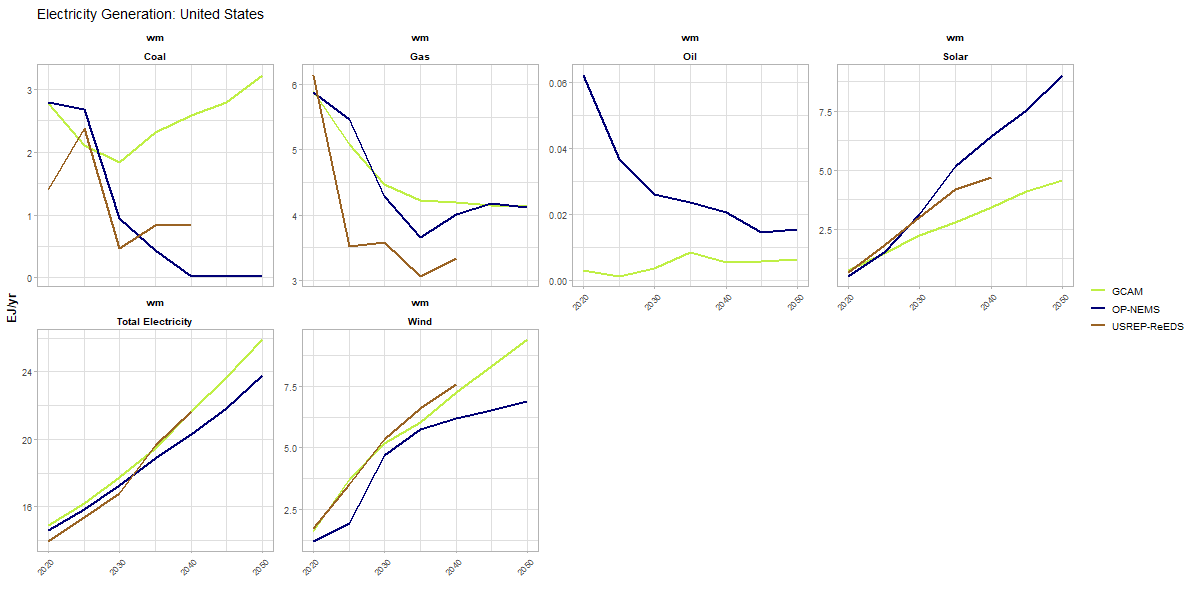 Electricity Generation: United States
wm
wm
wm
wm
Coal
Gas
Oil
Solar
3
2
1
0
6
5
4
3
0.06
0.04
0.02
0.00
7.5
5.0
2.5
2020
2030
2040
2050
2020
2030
2040
2050
EJ/yr
GCAM
OP-NEMS
USREP-ReEDS
wm
wm
Total Electricity
Wind
24
20
16
7.5
5.0
2.5
2020
2030
2040
2050
2020
2030
2040
2050